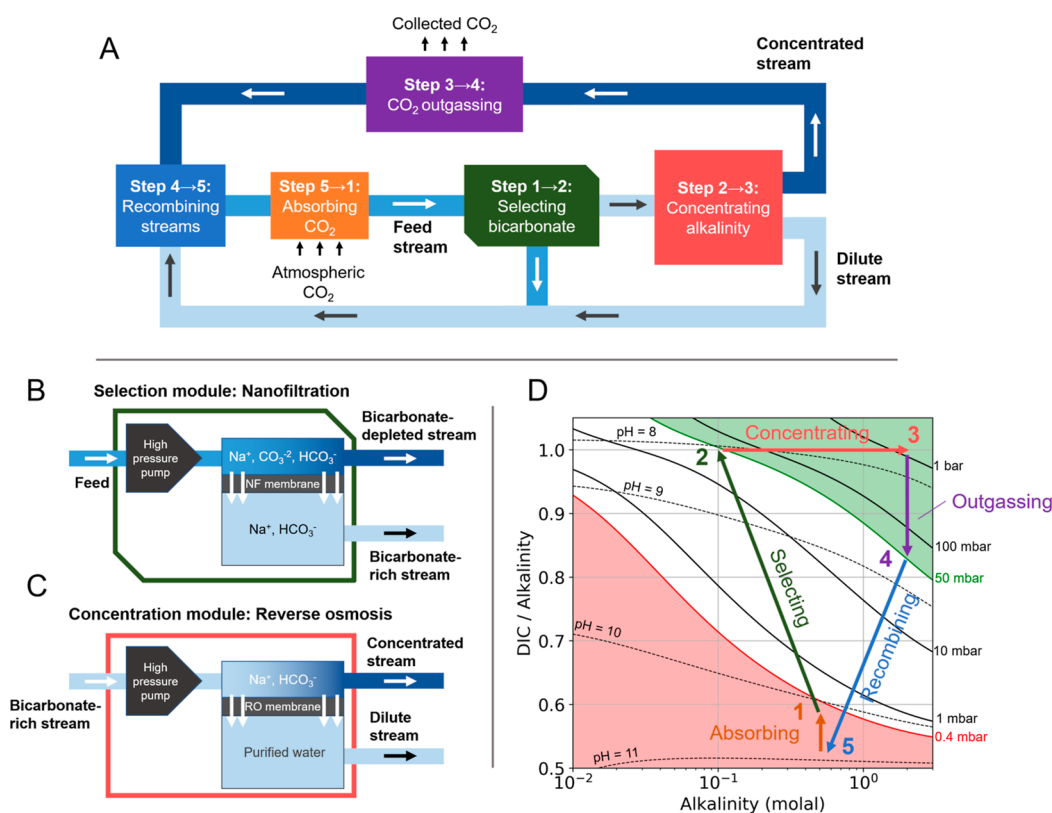 A
Collected CO2
Concentrated
stream
Step 3→4:
CO2 outgassing
Step 4→5:
Recombining
streams
Step 5→1:
Absorbing
CO2
Feed
stream
Step 1→2:
Selecting
bicarbonate
Step 2→3:
Concentrating
alkalinity
Atmospheric
CO2
Dilute
stream
B
Selection module: Nanofiltration
High
pressure
pump
Feed
Na+, CO3-2, HCO3-
NF membrane
Na+, HCO3-
Bicarbonate-
depleted stream
Bicarbonate-
rich stream
C
Concentration module: Reverse osmosis
Bicarbonate-
rich stream
High
pressure
pump
Na+, HCO3-
RO membrane
Purified water
Concentrated
stream
Dilute
stream
D
DIC / Alkalinity
1.0
0.9
0.8
0.7
0.6
0.5
pH = 8
pH = 9
pH = 10
pH = 11
Concentrating
Outgassing
Selecting
Recombining
Absorbing
1
2
3
4
5
1 bar
100 mbar
50 mbar
10 mbar
1 mbar
0.4 mbar
10−2
10−1
100
Alkalinity (molal)